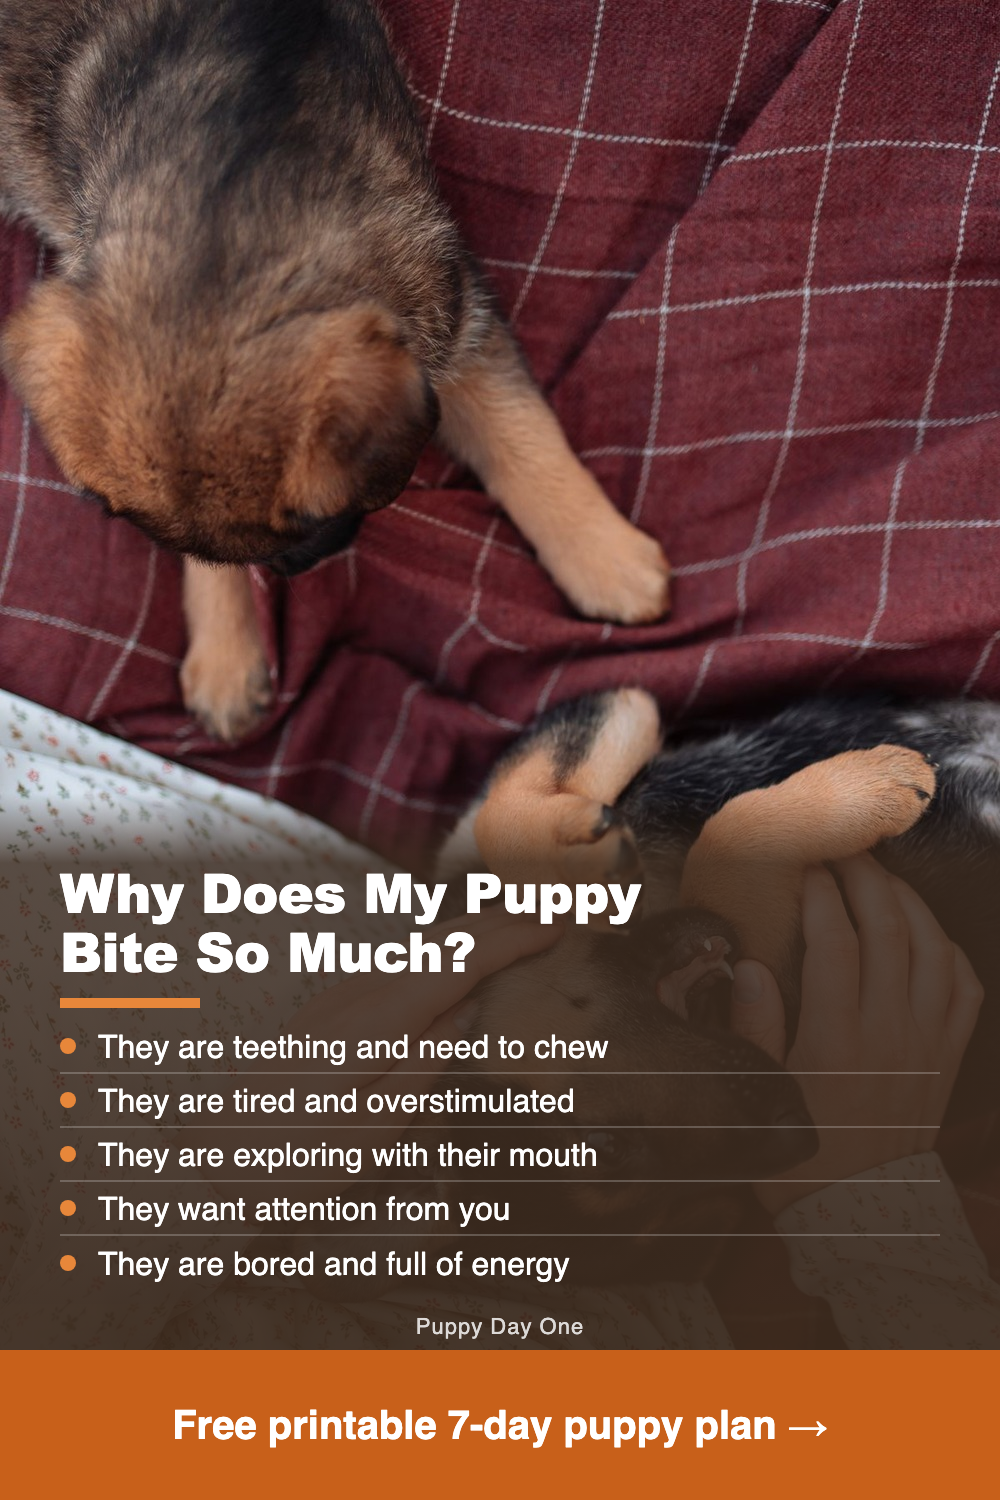 Why Does My Puppy
Bite So Much?
They are teething and need to chew
They are tired and overstimulated
They are exploring with their mouth
They want attention from you
They are bored and full of energy
Puppy Day One
Free printable 7-day puppy plan →